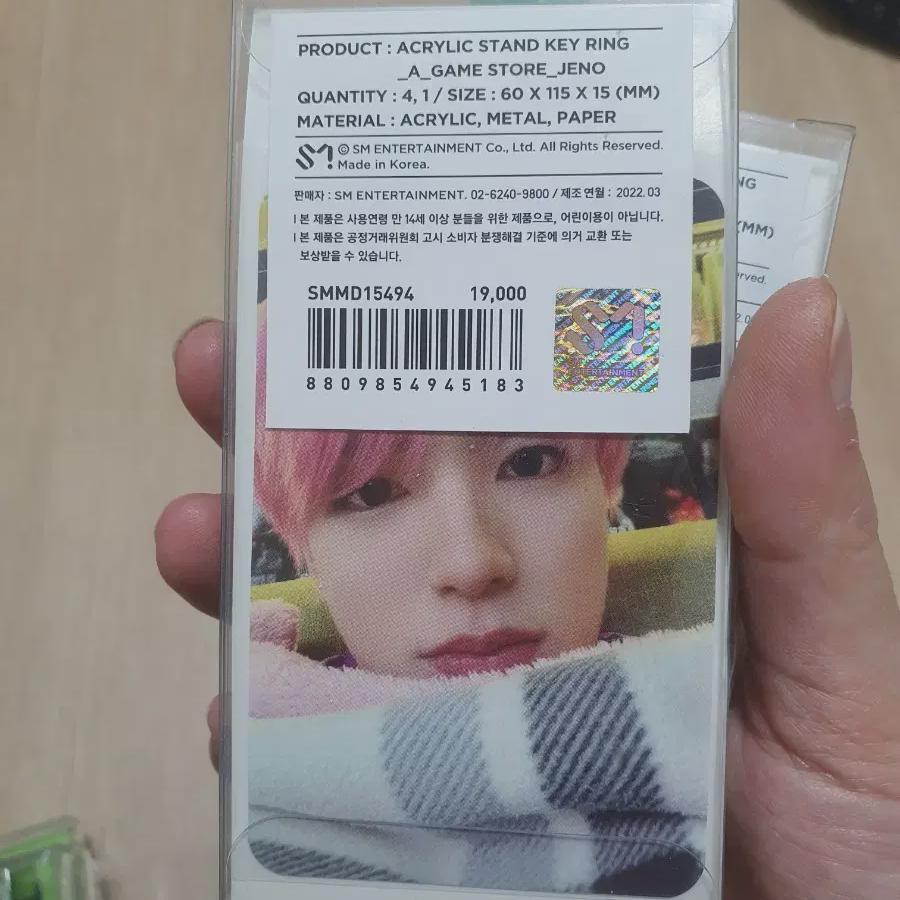 PRODUCT : ACRYLIC STAND KEY RING
_A_GAME STORE_JENO
QUANTITY : 4, 1 / SIZE : 60 X 115 X 15 (MM)
MATERIAL : ACRYLIC, METAL, PAPER
SM!
© SM ENTERTAINMENT Co., Ltd. All Rights Reserved.
Made in Korea.
판매자 : SM ENTERTAINMENT. 02-6240-9800 / 제조연월 : 2022.03
I 본 제품은 사용연령 만 14세 이상 분들을 위한 제품으로, 어린이용이 아닙니다.
I 본 제품은 공정거래위원회 고시 소비자 분쟁해결 기준에 의거 교환 또는
보상받을 수 있습니다.
SMMD15494 19,000
8809854945183
SM!
ENTERTAINMENT
NG
(MM)
rved.